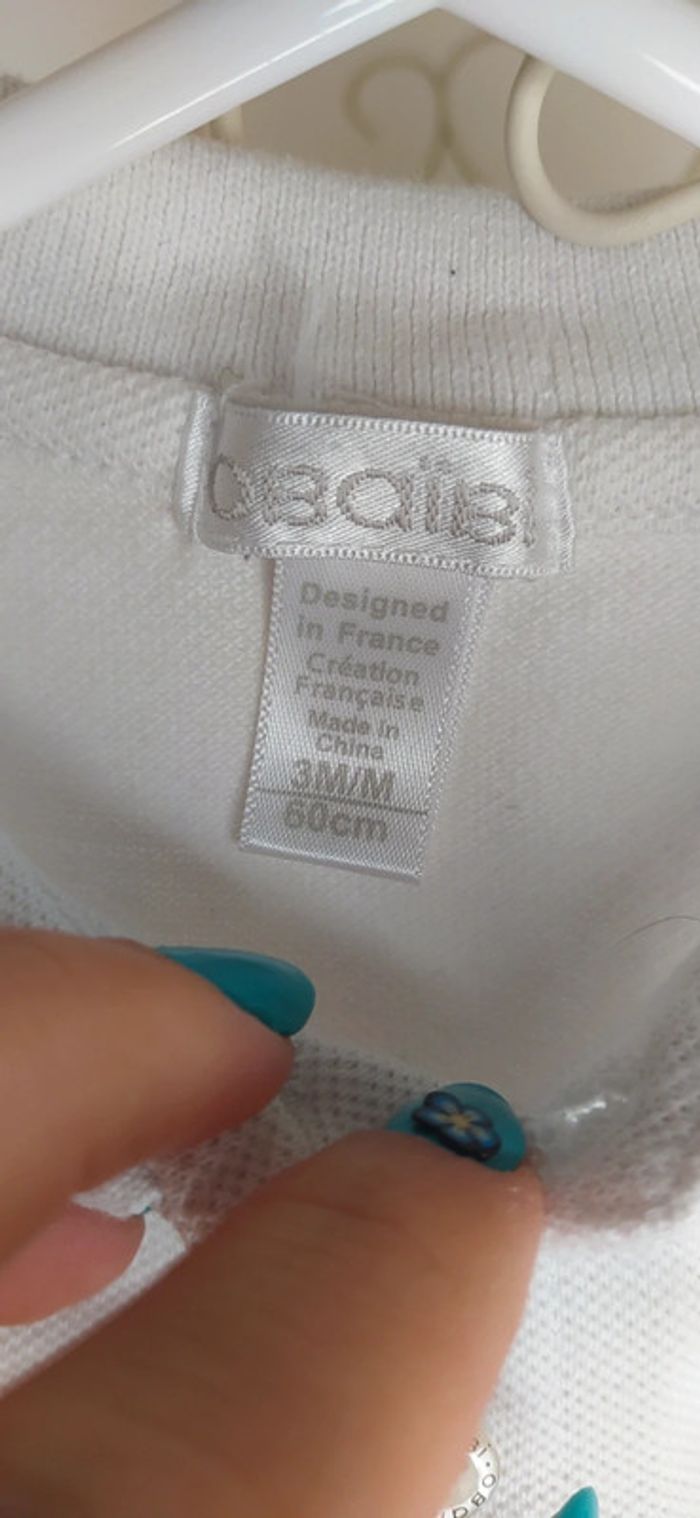 obaïbi
Designed
in France
Création
Française
Made in
China
3M/M
60cm